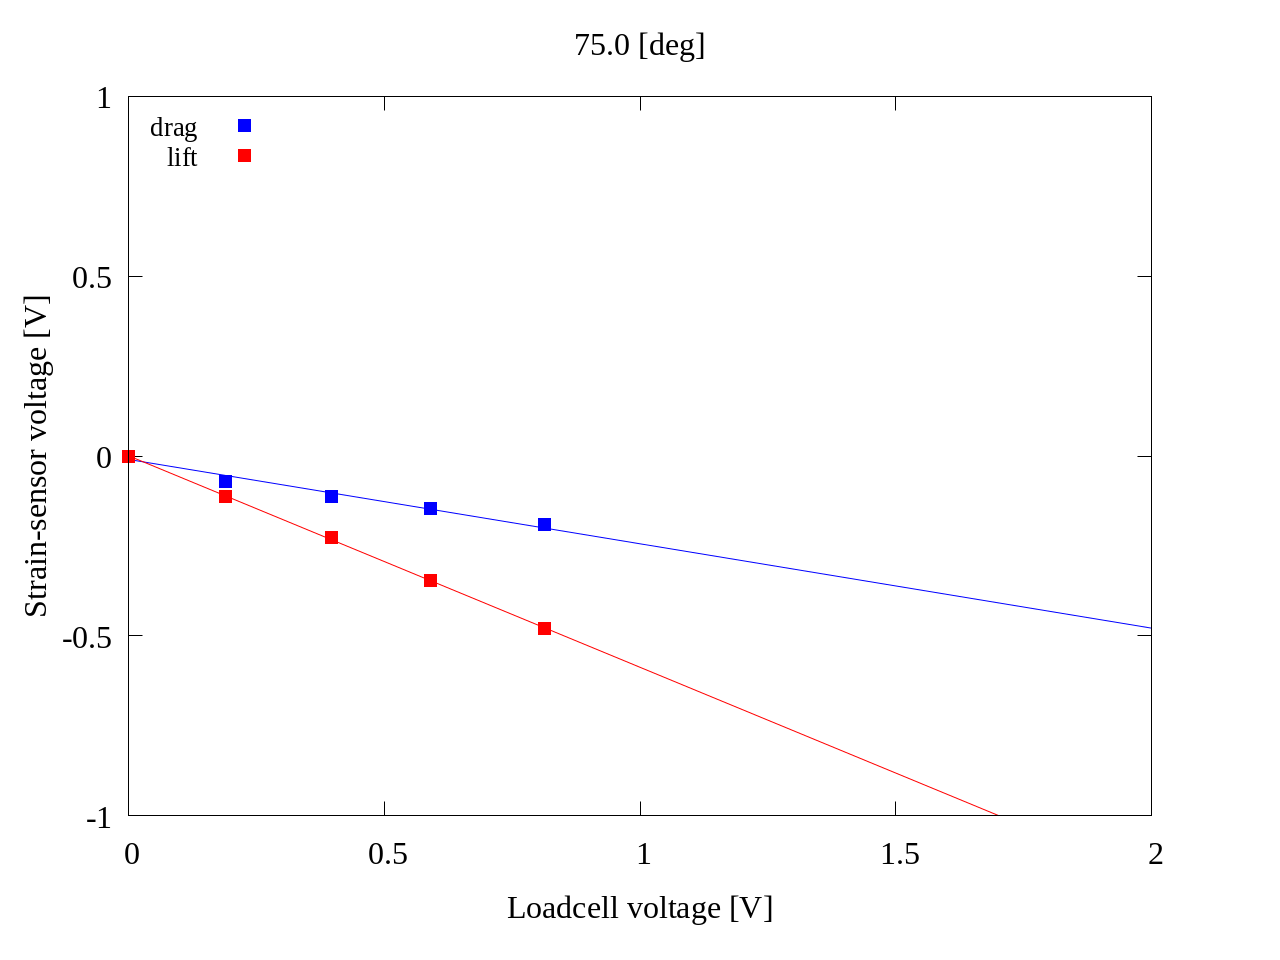 75.0 [deg]
drag
lift
1
0.5
0
-0.5
-1
Strain-sensor voltage [V]
0 0.5 1 1.5 2
Loadcell voltage [V]